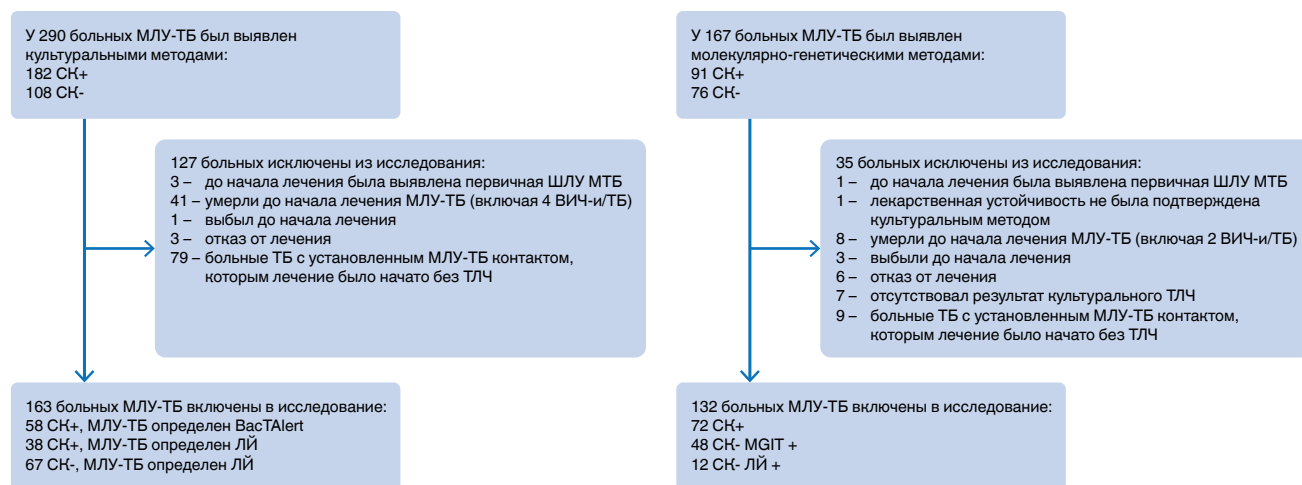 У 290 больных МЛУ-ТБ был выявлен
культуральными методами:
182 СК+
108 СК-
127 больных исключены из исследования:
3 – до начала лечения была выявлена первичная ШЛУ МТБ
41 – умерли до начала лечения МЛУ-ТБ (включая 4 ВИЧ-и/ТБ)
1 – выбыл до начала лечения
3 – отказ от лечения
79 – больные ТБ с установленным МЛУ-ТБ контактом,
которым лечение было начато без ТЛЧ
163 больных МЛУ-ТБ включены в исследование:
58 СК+, МЛУ-ТБ определен BacTAlert
38 СК+, МЛУ-ТБ определен ЛЙ
67 СК-, МЛУ-ТБ определен ЛЙ
У 167 больных МЛУ-ТБ был выявлен
молекулярно-генетическими методами:
91 СК+
76 СК-
35 больных исключены из исследования:
1 – до начала лечения была выявлена первичная ШЛУ МТБ
1 – лекарственная устойчивость не была подтверждена
культуральным методом
8 – умерли до начала лечения МЛУ-ТБ (включая 2 ВИЧ-и/ТБ)
3 – выбыли до начала лечения
6 – отказ от лечения
7 – отсутствовал результат культурального ТЛЧ
9 – больные ТБ с установленным МЛУ-ТБ контактом,
которым лечение было начато без ТЛЧ
132 больных МЛУ-ТБ включены в исследование:
72 СК+
48 СК- MGIT +
12 СК- ЛЙ +